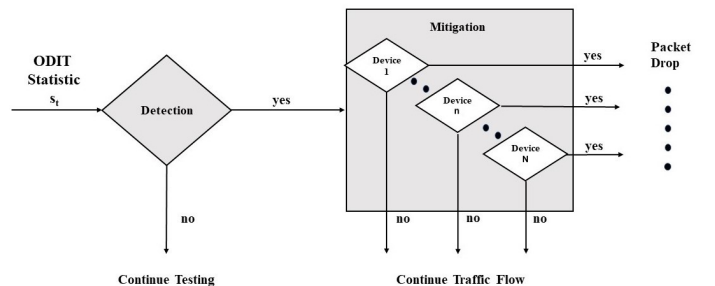 Mitigation
ODIT
Statistic
st
Detection
yes
no
Continue Testing
Device
1
yes
Device
n
yes
Device
N
yes
no
no
no
Continue Traffic Flow
Packet
Drop